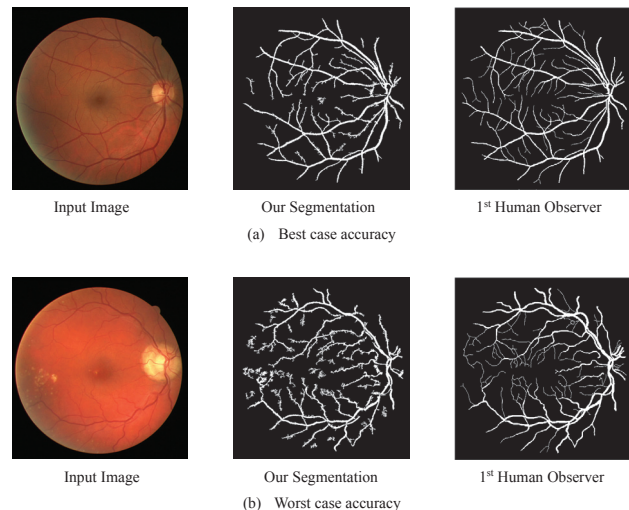 Input Image
Our Segmentation
1st Human Observer
(a) Best case accuracy
Input Image
Our Segmentation
1st Human Observer
(b) Worst case accuracy